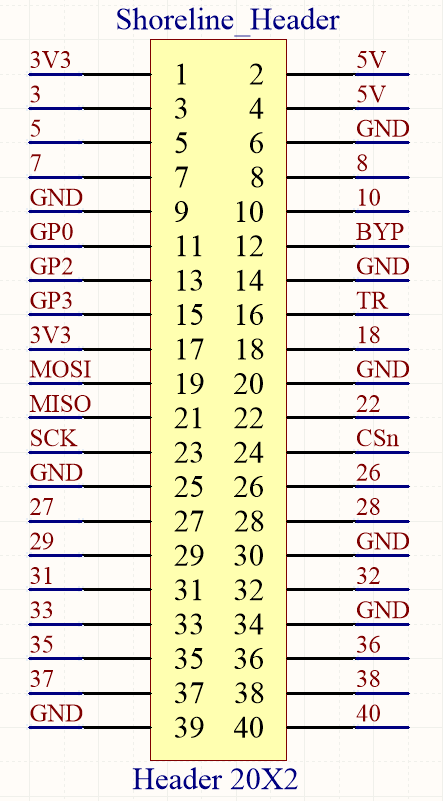 Shoreline_Header
3V3 1 2 5V
3 3 4 5V
5 5 6 GND
7 7 8 8
GND 9 10 10
GP0 11 12 BYP
GP2 13 14 GND
GP3 15 16 TR
3V3 17 18 18
MOSI 19 20 GND
MISO 21 22 22
SCK 23 24 CSn
GND 25 26 26
27 27 28 28
29 29 30 GND
31 31 32 32
33 33 34 GND
35 35 36 36
37 37 38 38
GND 39 40 40
Header 20X2